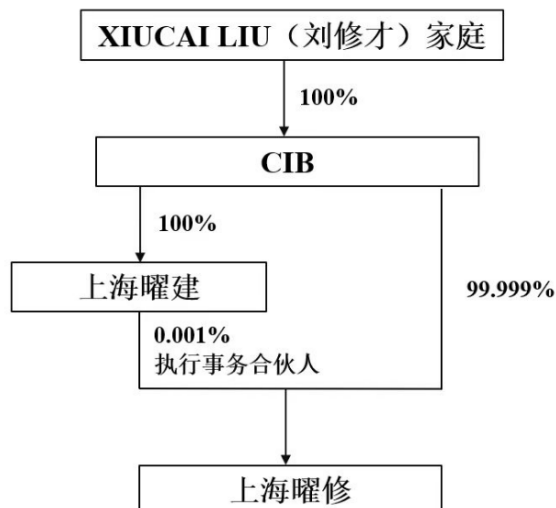 XIUCAI LIU（刘修才）家庭
100%
CIB
100%
上海曜建
99.999%
0.001%
执行事务合伙人
上海曜修